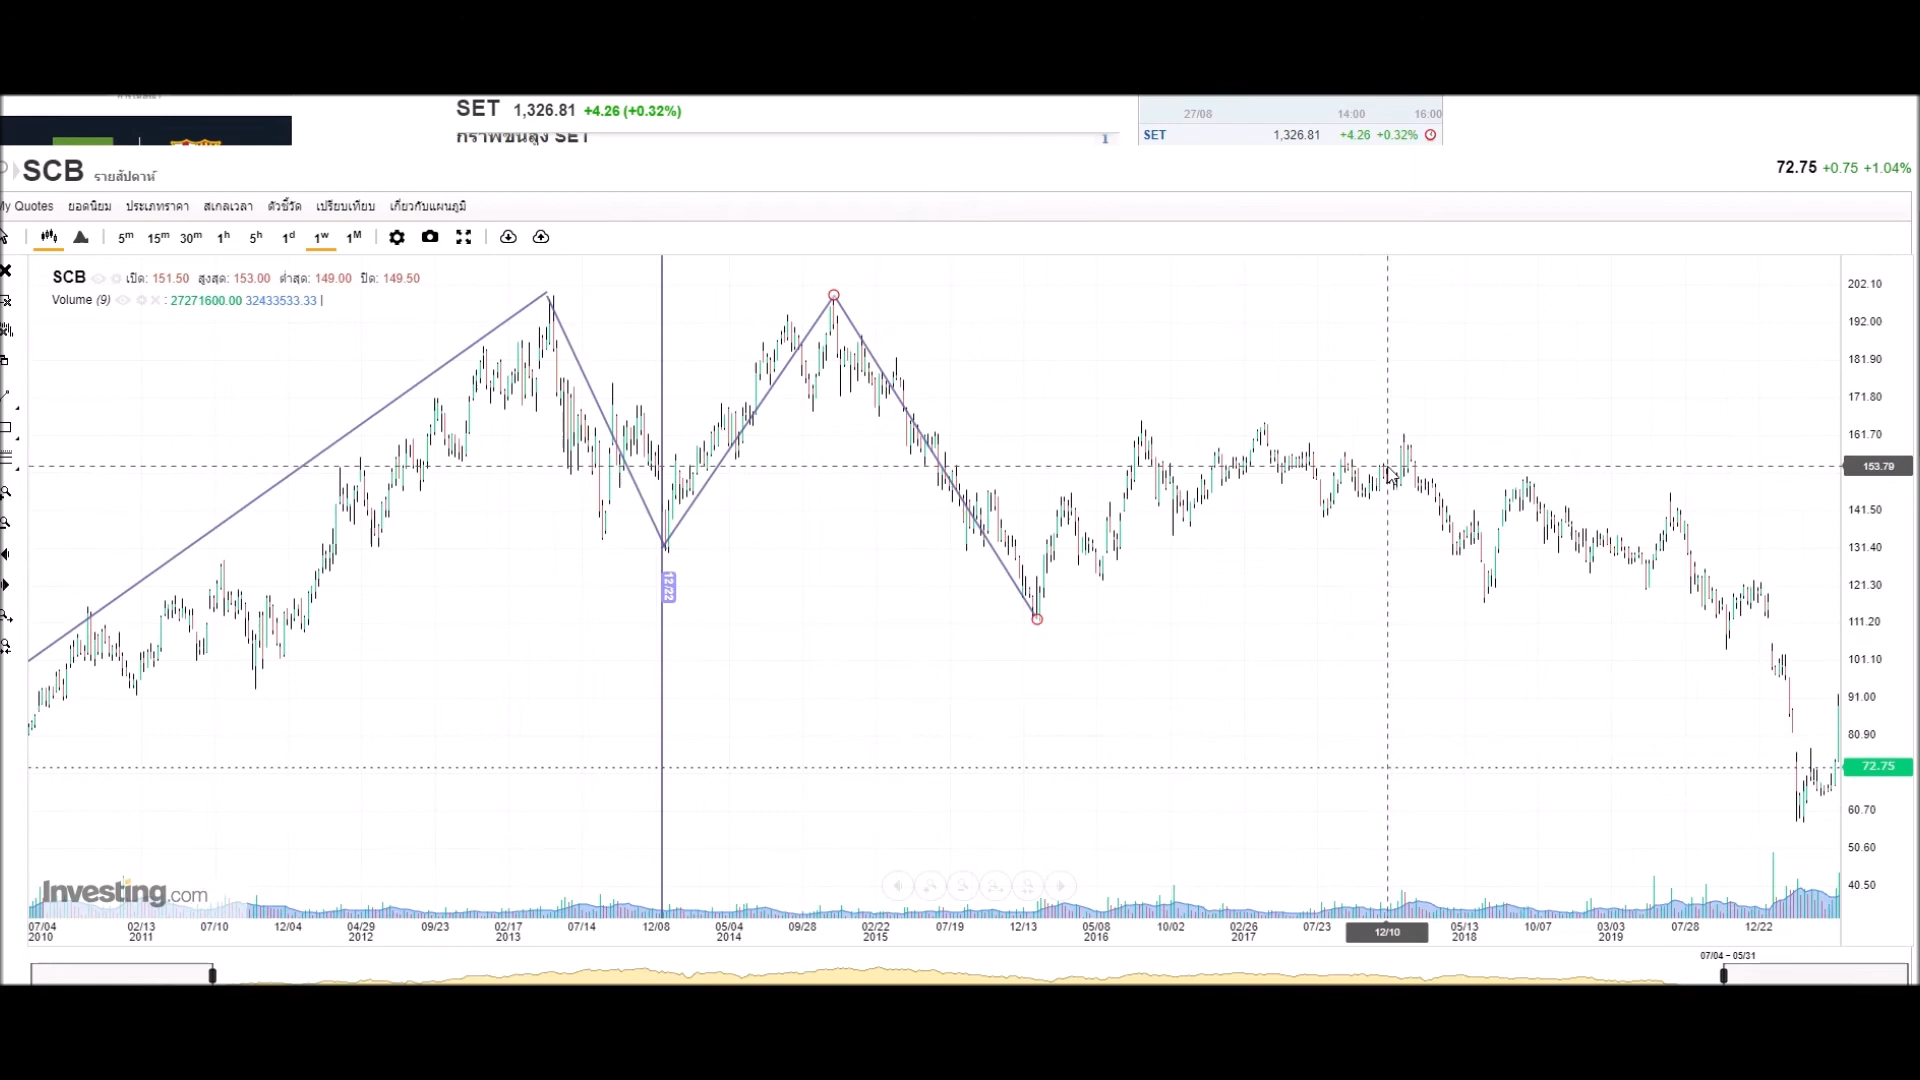 SET 1,326.81 +4.26 (+0.32%)
27/08 14:00 16:00
SET 1,326.81 +4.26 +0.32%
SCB รายสัปดาห์
72.75 +0.75 +1.04%
My Quotes ยอดนิยม ประเภทราคา สเกลเวลา ตัวชี้วัด เปรียบเทียบ เกี่ยวกับแผนภูมิ
5m 15m 30m 1h 5h 1d 1w 1M
SCB เปิด: 151.50 สูงสุด: 153.00 ต่ำสุด: 149.00 ปิด: 149.50
Volume (9) : 27271600.00 32433533.33
202.10
192.00
181.90
171.80
161.70
153.79
141.50
131.40
121.30
111.20
101.10
91.00
80.90
72.75
60.70
50.60
40.50
12/22
Investing.com
07/04 02/13 07/10 12/04 04/29 09/23 02/17 07/14 12/08 05/04 09/28 02/22 07/19 12/13 05/08 10/02 02/26 07/23 12/10 05/13 10/07 03/03 07/28 12/22
2010 2011 2012 2013 2014 2015 2016 2017 2018 2019
07/04 – 05/31